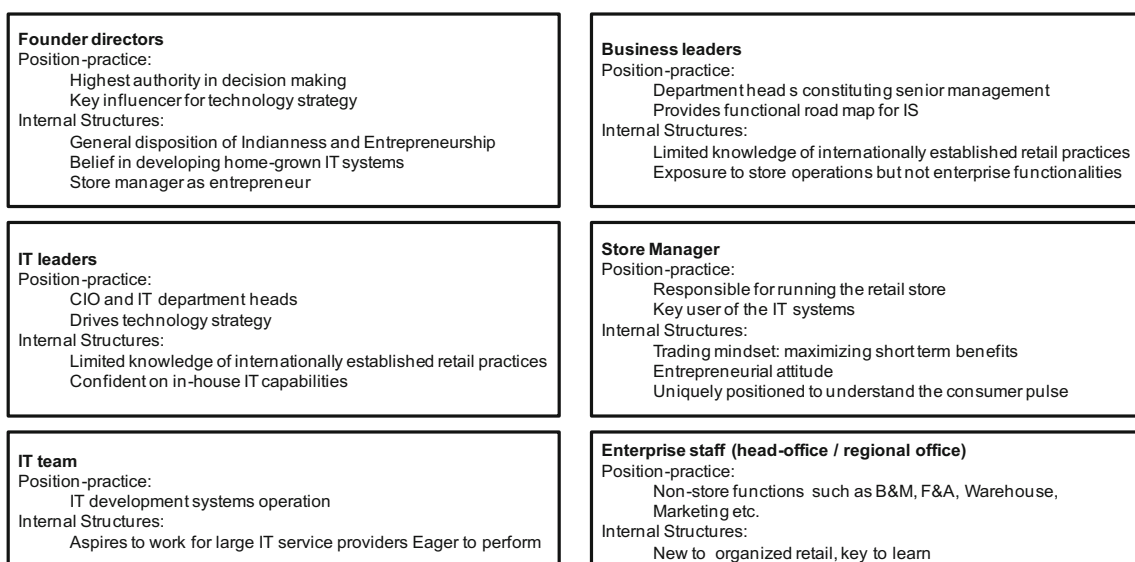 Founder directors
Position-practice:
Highest authority in decision making
Key influencer for technology strategy
Internal Structures:
General disposition of Indianness and Entrepreneurship
Belief in developing home-grown IT systems
Store manager as entrepreneur
Business leaders
Position-practice:
Department head s constituting senior management
Provides functional road map for IS
Internal Structures:
Limited knowledge of internationally established retail practices
Exposure to store operations but not enterprise functionalities
IT leaders
Position-practice:
CIO and IT department heads
Drives technology strategy
Internal Structures:
Limited knowledge of internationally established retail practices
Confident on in-house IT capabilities
Store Manager
Position-practice:
Responsible for running the retail store
Key user of the IT systems
Internal Structures:
Trading mindset: maximizing short term benefits
Entrepreneurial attitude
Uniquely positioned to understand the consumer pulse
IT team
Position-practice:
IT development systems operation
Internal Structures:
Aspires to work for large IT service providers Eager to perform
Enterprise staff (head-office / regional office)
Position-practice:
Non-store functions such as B&M, F&A, Warehouse,
Marketing etc.
Internal Structures:
New to organized retail, key to learn